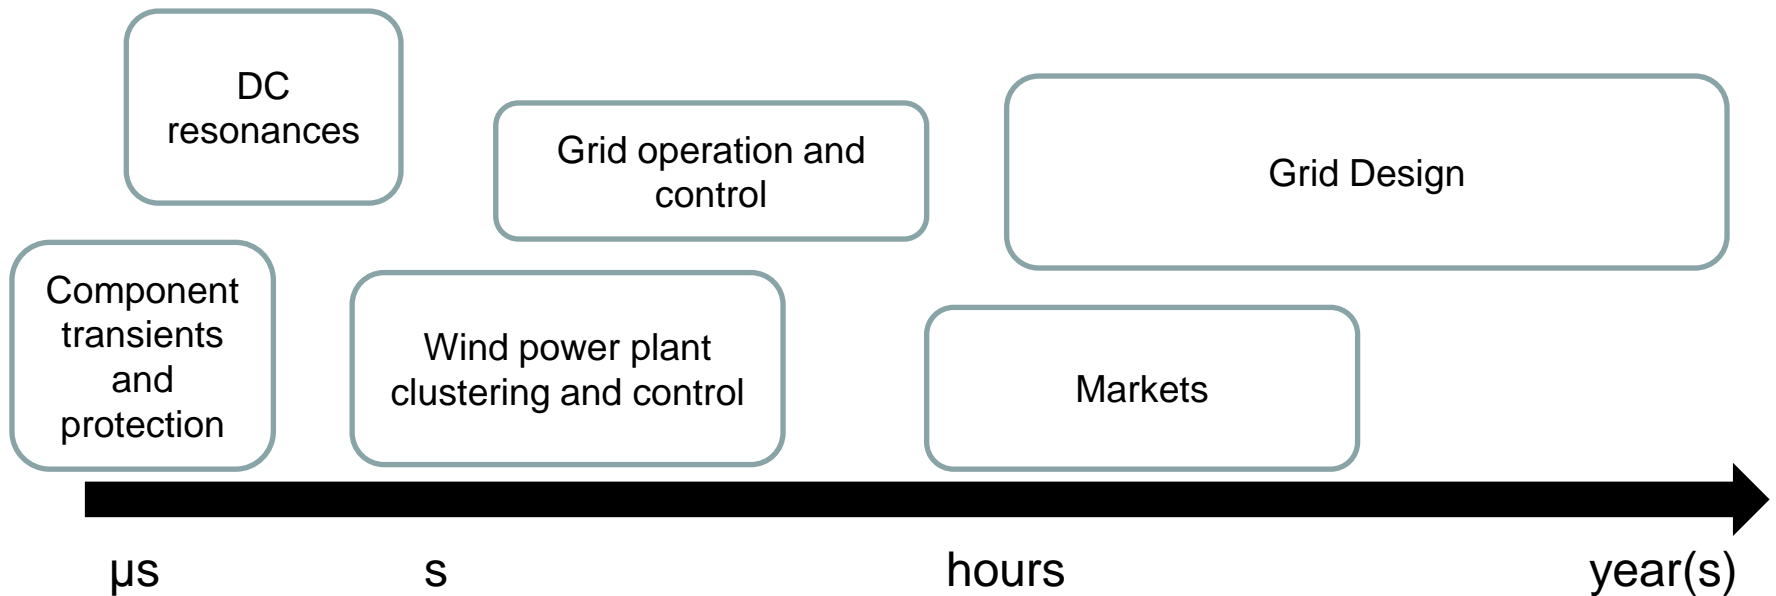 DC
resonances
Grid operation and
control
Grid Design
Component
transients
and
protection
Wind power plant
clustering and control
Markets
µs
s
hours
year(s)